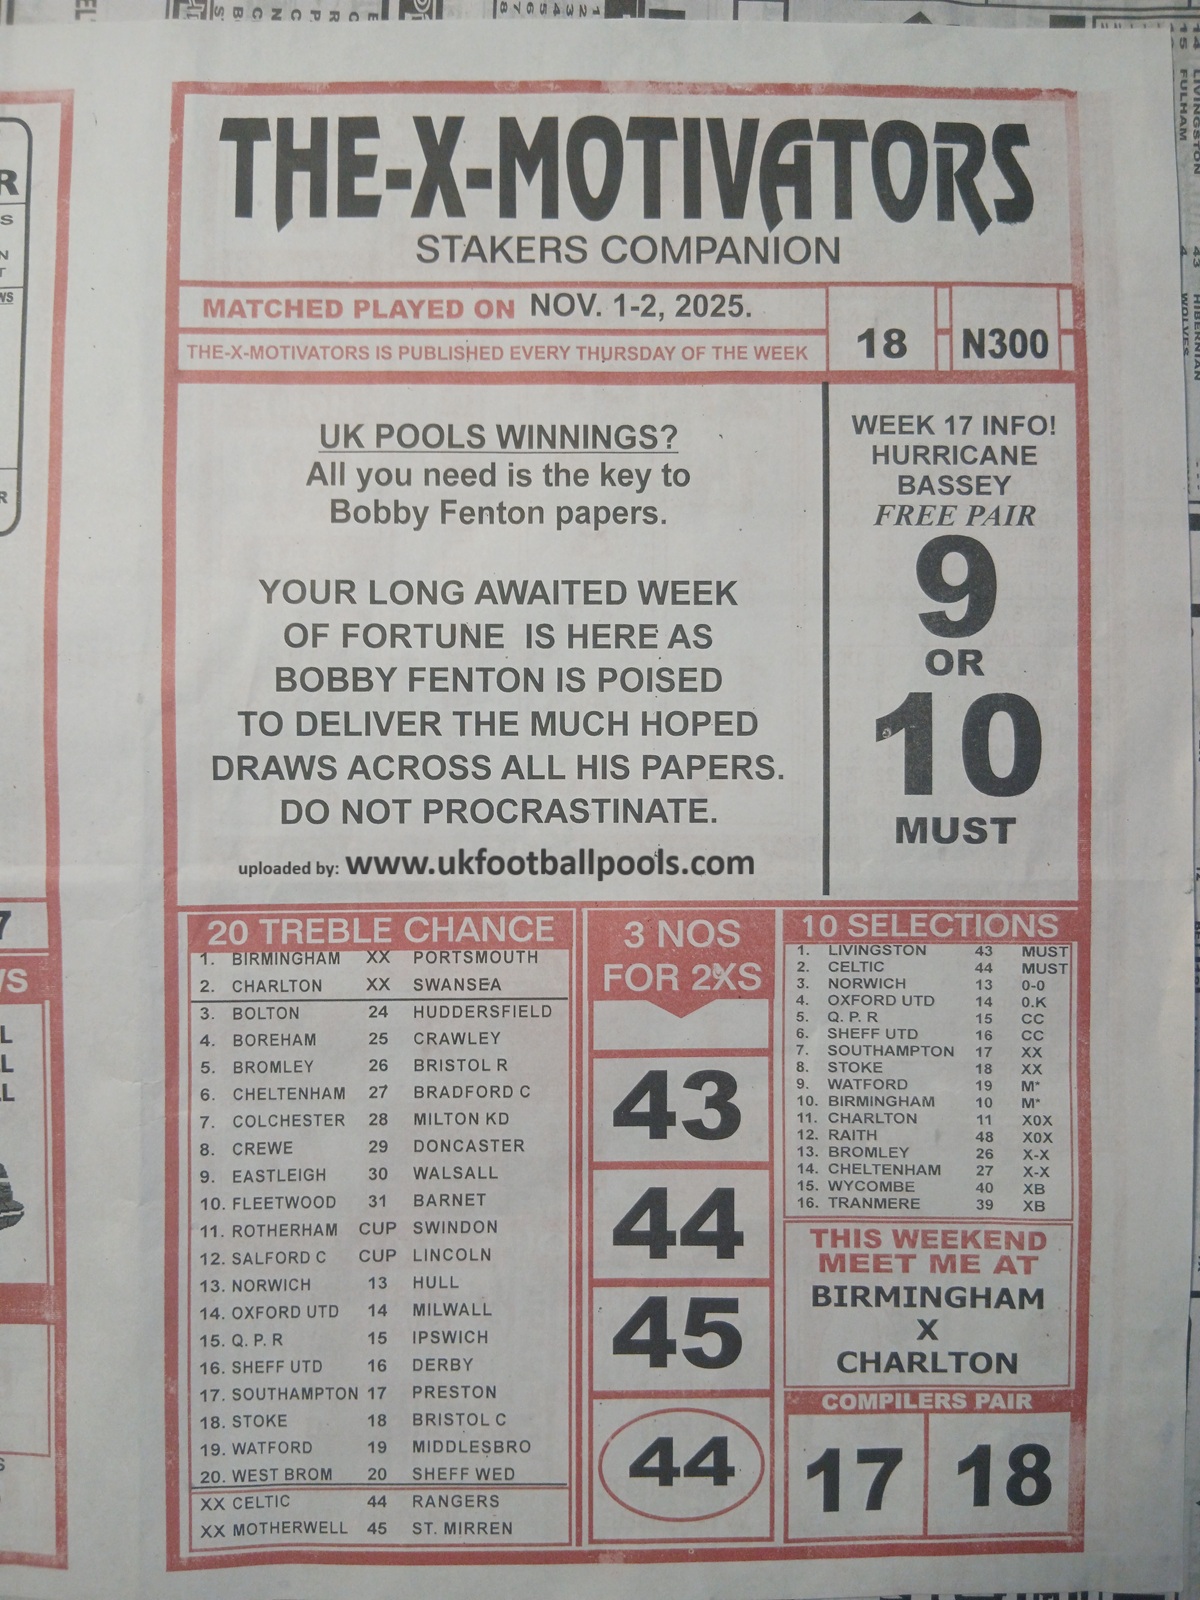 THE-X-MOTIVATORS
STAKERS COMPANION
MATCHED PLAYED ON NOV. 1-2, 2025.
THE-X-MOTIVATORS IS PUBLISHED EVERY THURSDAY OF THE WEEK
18
N300
UK POOLS WINNINGS?
All you need is the key to
Bobby Fenton papers.
YOUR LONG AWAITED WEEK
OF FORTUNE IS HERE AS
BOBBY FENTON IS POISED
TO DELIVER THE MUCH HOPED
DRAWS ACROSS ALL HIS PAPERS.
DO NOT PROCRASTINATE.
uploaded by: www.ukfootballpools.com
WEEK 17 INFO!
HURRICANE
BASSEY
FREE PAIR
9
OR
10
MUST
20 TREBLE CHANCE
1. BIRMINGHAM XX PORTSMOUTH
2. CHARLTON XX SWANSEA
3. BOLTON 24 HUDDERSFIELD
4. BOREHAM 25 CRAWLEY
5. BROMLEY 26 BRISTOL R
6. CHELTENHAM 27 BRADFORD C
7. COLCHESTER 28 MILTON KD
8. CREWE 29 DONCASTER
9. EASTLEIGH 30 WALSALL
10. FLEETWOOD 31 BARNET
11. ROTHERHAM CUP SWINDON
12. SALFORD C CUP LINCOLN
13. NORWICH 13 HULL
14. OXFORD UTD 14 MILWALL
15. Q. P. R 15 IPSWICH
16. SHEFF UTD 16 DERBY
17. SOUTHAMPTON 17 PRESTON
18. STOKE 18 BRISTOL C
19. WATFORD 19 MIDDLESBRO
20. WEST BROM 20 SHEFF WED
XX CELTIC 44 RANGERS
XX MOTHERWELL 45 ST. MIRREN
3 NOS
FOR 2XS
43
44
45
44
10 SELECTIONS
1. LIVINGSTON 43 MUST
2. CELTIC 44 MUST
3. NORWICH 13 0-0
4. OXFORD UTD 14 0.K
5. Q. P. R 15 CC
6. SHEFF UTD 16 CC
7. SOUTHAMPTON 17 XX
8. STOKE 18 XX
9. WATFORD 19 M*
10. BIRMINGHAM 10 M*
11. CHARLTON 11 X0X
12. RAITH 48 X0X
13. BROMLEY 26 X-X
14. CHELTENHAM 27 X-X
15. WYCOMBE 40 XB
16. TRANMERE 39 XB
THIS WEEKEND
MEET ME AT
BIRMINGHAM
X
CHARLTON
COMPILERS PAIR
17 18
14 LIVINGSTON 43 HIBERNIAN
15 FULHAM 4 WOLVES